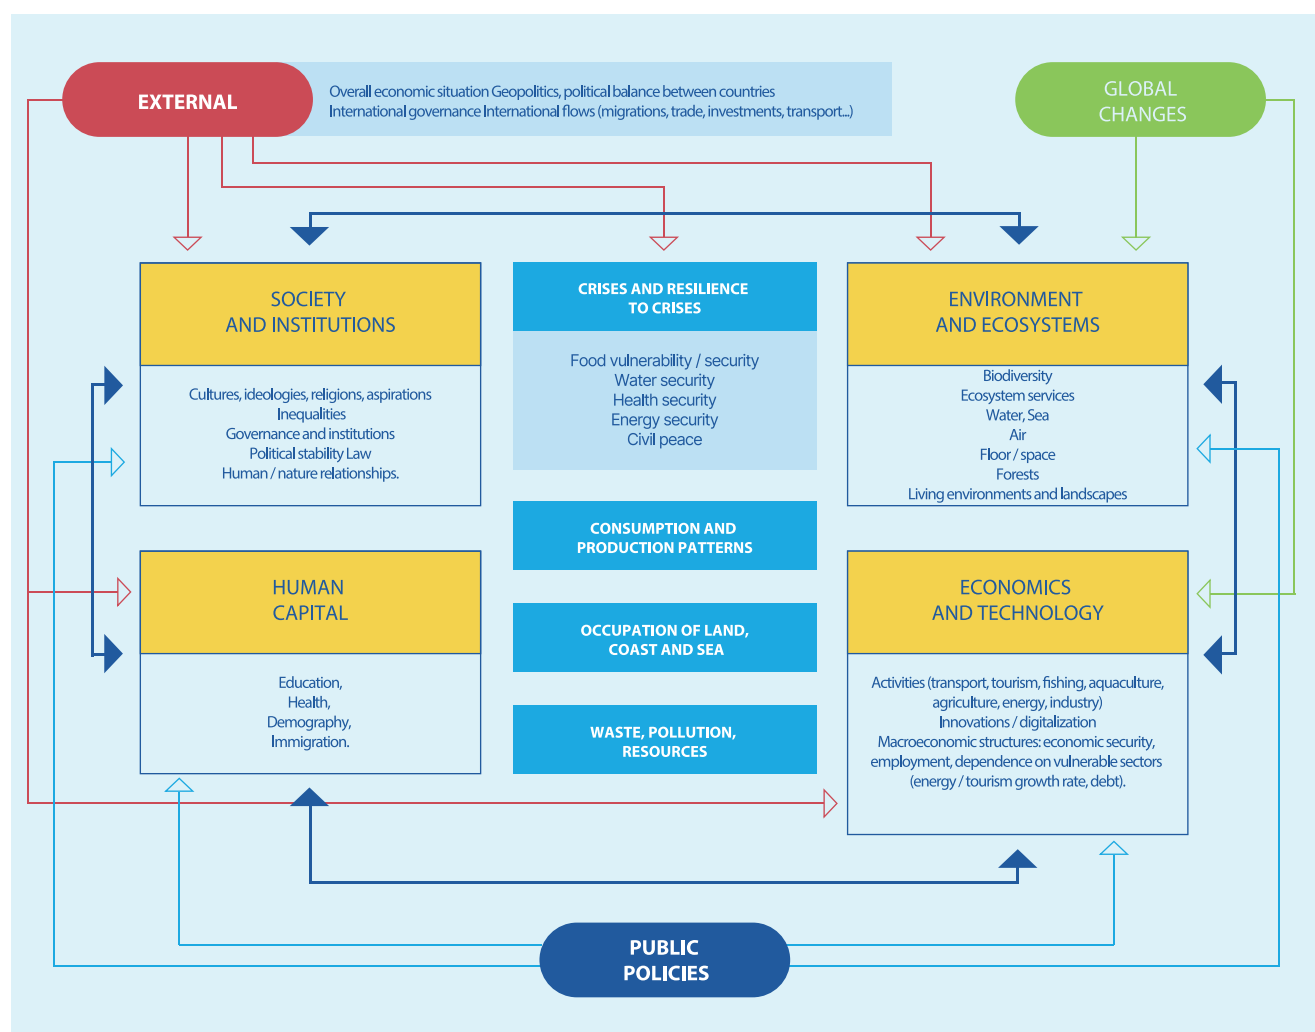 EXTERNAL
Overall economic situation Geopolitics, political balance between countries
International governance International flows (migrations, trade, investments, transport...)
GLOBAL
CHANGES
SOCIETY
AND INSTITUTIONS
Cultures, ideologies, religions, aspirations
Inequalities
Governance and institutions
Political stability Law
Human / nature relationships.
CRISES AND RESILIENCE
TO CRISES
Food vulnerability / security
Water security
Health security
Energy security
Civil peace
ENVIRONMENT
AND ECOSYSTEMS
Biodiversity
Ecosystem services
Water, Sea
Air
Floor / space
Forests
Living environments and landscapes
CONSUMPTION AND
PRODUCTION PATTERNS
HUMAN
CAPITAL
Education,
Health,
Demography,
Immigration.
OCCUPATION OF LAND,
COAST AND SEA
WASTE, POLLUTION,
RESOURCES
ECONOMICS
AND TECHNOLOGY
Activities (transport, tourism, fishing, aquaculture,
agriculture, energy, industry)
Innovations / digitalization
Macroeconomic structures: economic security,
employment, dependence on vulnerable sectors
(energy / tourism growth rate, debt).
PUBLIC
POLICIES